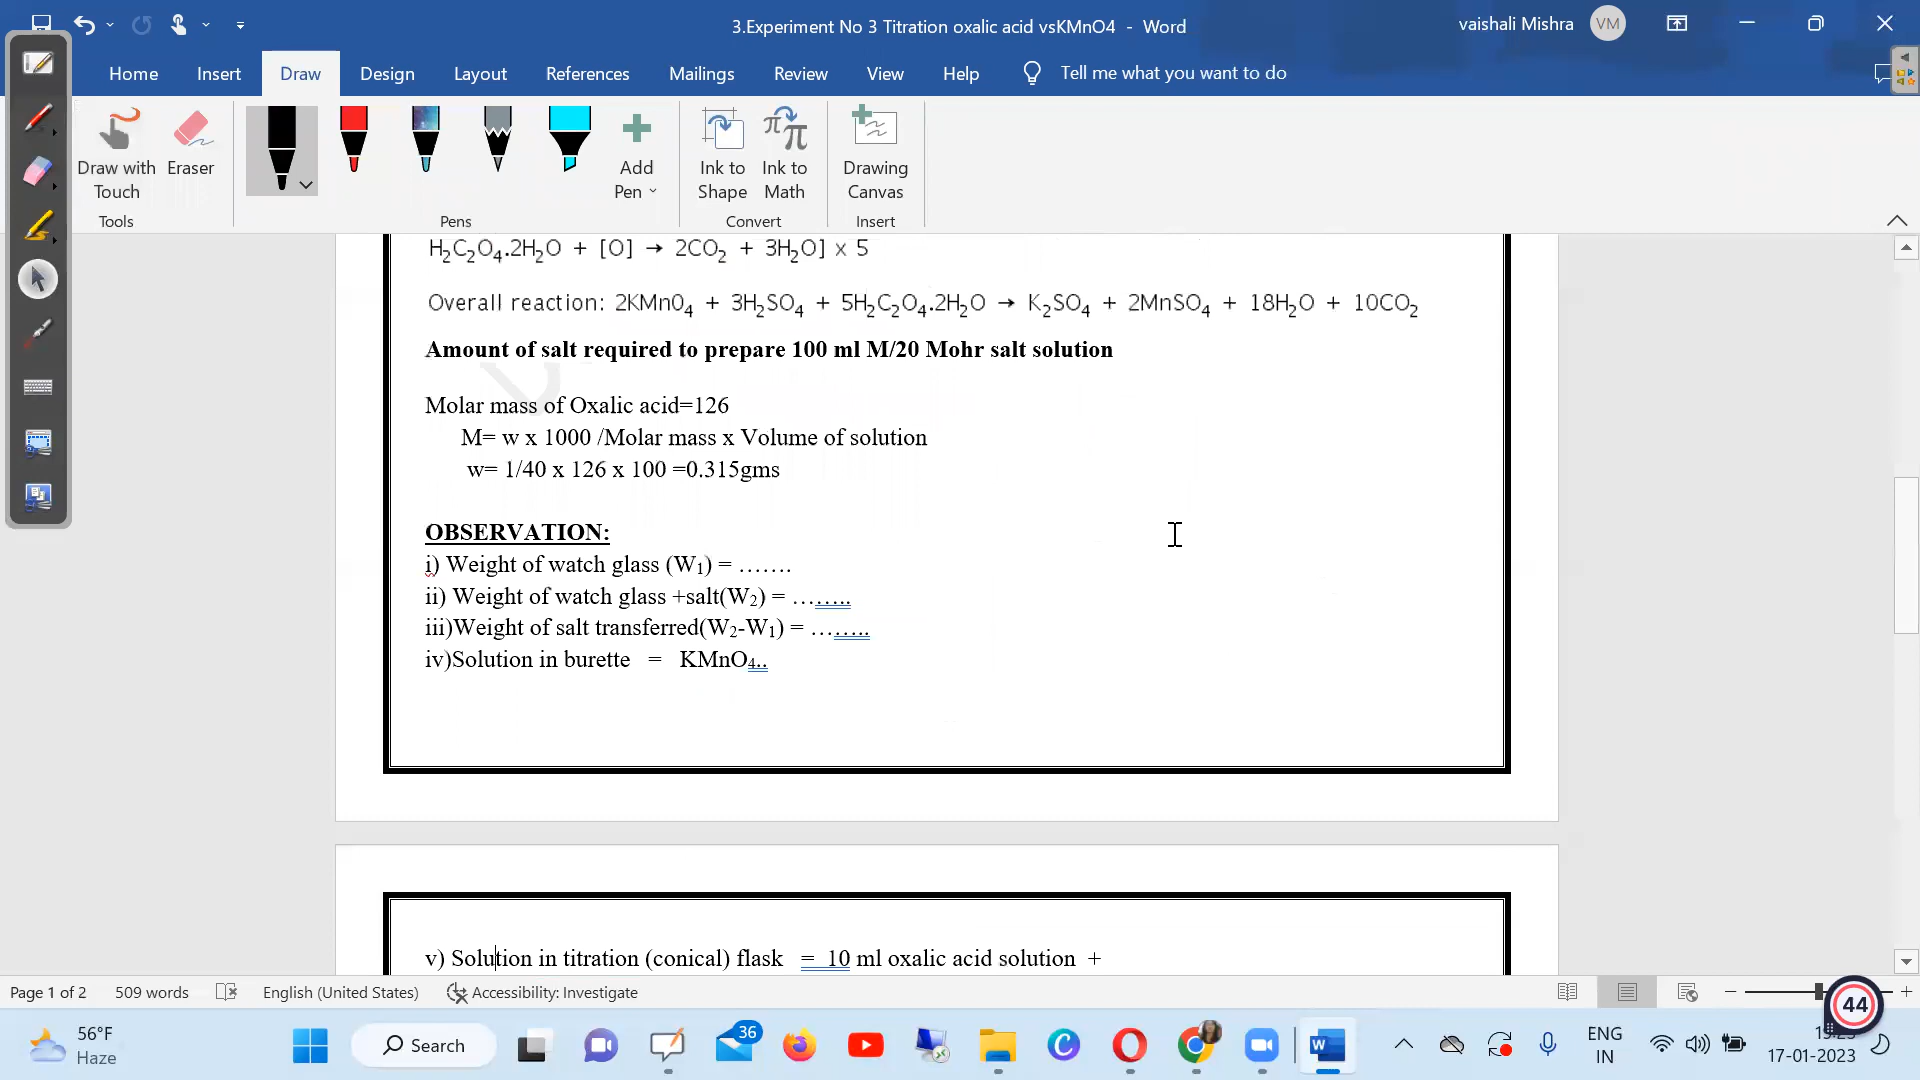 3.Experiment No 3 Titration oxalic acid vsKMnO4 - Word
vaishali Mishra
VM
Home Insert Draw Design Layout References Mailings Review View Help Tell me what you want to do
Draw with Touch
Eraser
Add Pen
Ink to Shape
Ink to Math
Drawing Canvas
Tools
Pens
Convert
Insert
H₂C₂O₄.2H₂O + [O] → 2CO₂ + 3H₂O] x 5
Overall reaction: 2KMn0₄ + 3H₂SO₄ + 5H₂C₂O₄.2H₂O → K₂SO₄ + 2MnSO₄ + 18H₂O + 10CO₂
Amount of salt required to prepare 100 ml M/20 Mohr salt solution
Molar mass of Oxalic acid=126
M= w x 1000 /Molar mass x Volume of solution
w= 1/40 x 126 x 100 =0.315gms
OBSERVATION:
i) Weight of watch glass (W₁) = …….
ii) Weight of watch glass +salt(W₂) = ……..
iii)Weight of salt transferred(W₂-W₁) = ……..
iv)Solution in burette = KMnO₄..
v) Solution in titration (conical) flask = 10 ml oxalic acid solution +
Page 1 of 2 509 words English (United States) Accessibility: Investigate
44
56°F
Haze
Search
36
ENG
IN
17-01-2023